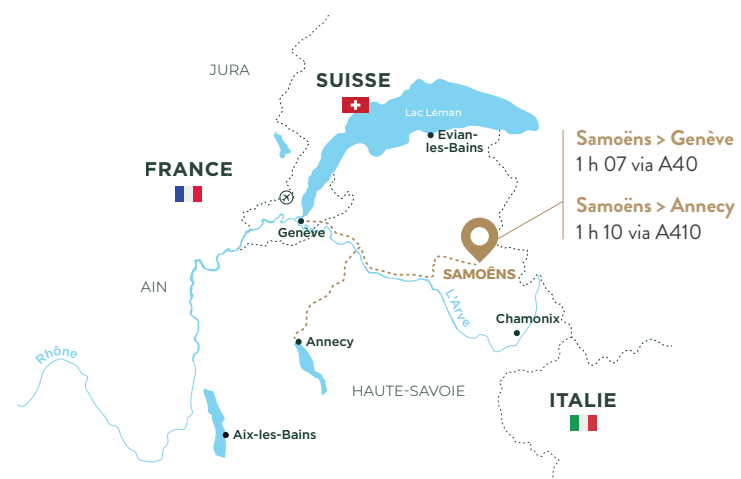 JURA
SUISSE
Lac Léman
Evian-
les-Bains
Samoëns > Genève
1 h 07 via A40
FRANCE
Samoëns > Annecy
1 h 10 via A410
Genève
SAMOËNS
AIN
L'Arve
Chamonix
Rhône
Annecy
HAUTE-SAVOIE
ITALIE
Aix-les-Bains